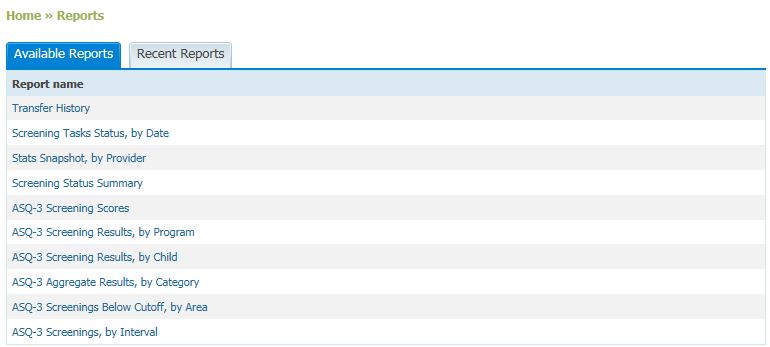 Home » Reports
Available Reports Recent Reports
Report name
Transfer History
Screening Tasks Status, by Date
Stats Snapshot, by Provider
Screening Status Summary
ASQ-3 Screening Scores
ASQ-3 Screening Results, by Program
ASQ-3 Screening Results, by Child
ASQ-3 Aggregate Results, by Category
ASQ-3 Screenings Below Cutoff, by Area
ASQ-3 Screenings, by Interval